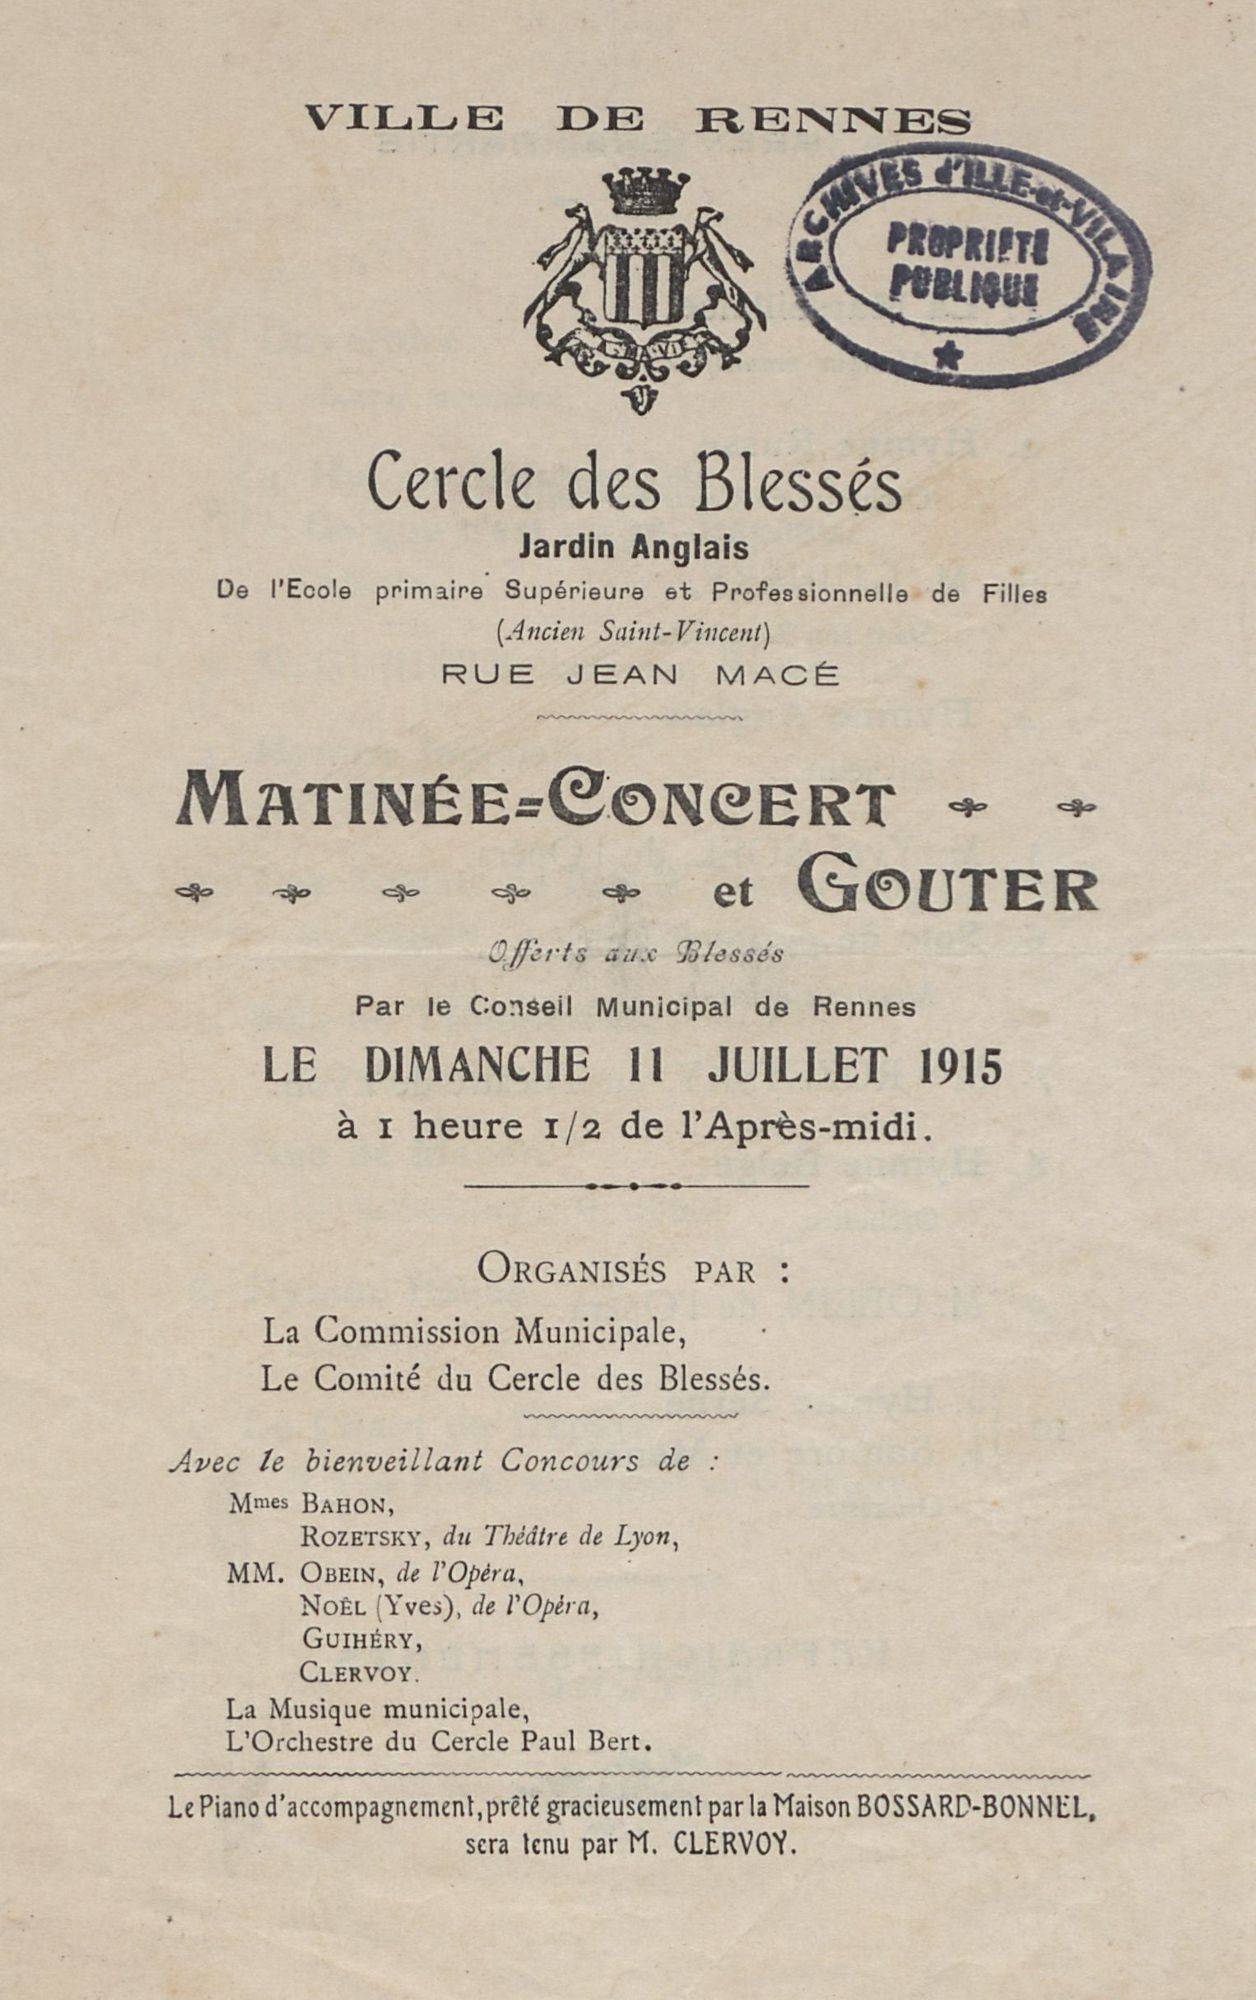 VILLE DE RENNES
ARCHIVES d'ILLE-et-VILAINE
PROPRIETE
PUBLIQUE
Cercle des Blessés
Jardin Anglais
De l'Ecole primaire Supérieure et Professionnelle de Filles
(Ancien Saint-Vincent)
RUE JEAN MACÉ
MATINÉE=CONCERT
et GOUTER
Offerts aux Blessés
Par le Conseil Municipal de Rennes
LE DIMANCHE 11 JUILLET 1915
à 1 heure 1/2 de l'Après-midi.
ORGANISÉS PAR :
La Commission Municipale,
Le Comité du Cercle des Blessés.
Avec le bienveillant Concours de :
Mmes BAHON,
ROZETSKY, du Théâtre de Lyon,
MM. OBEIN, de l'Opéra,
NOËL (Yves), de l'Opéra,
GUIHÉRY,
CLERVOY.
La Musique municipale,
L'Orchestre du Cercle Paul Bert.
Le Piano d'accompagnement, prêté gracieusement par la Maison BOSSARD-BONNEL,
sera tenu par M. CLERVOY.